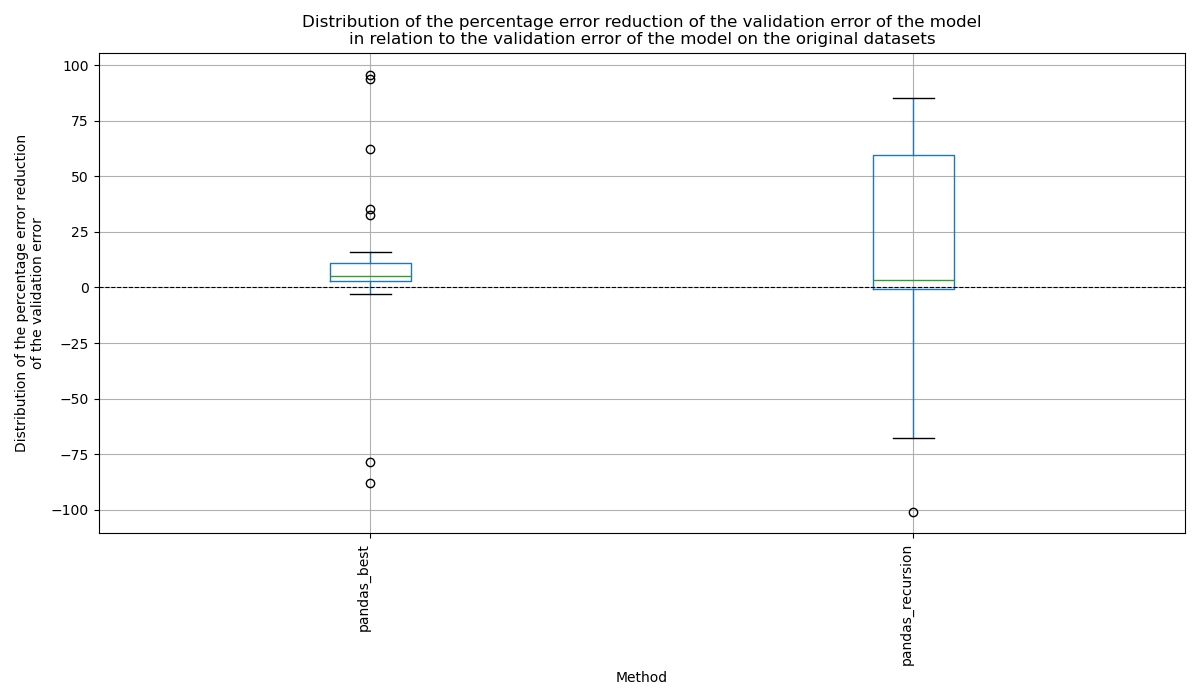 Distribution of the percentage error reduction of the validation error of the model
in relation to the validation error of the model on the original datasets
Distribution of the percentage error reduction
of the validation error
100
75
50
25
0
−25
−50
−75
−100
pandas_best
pandas_recursion
Method